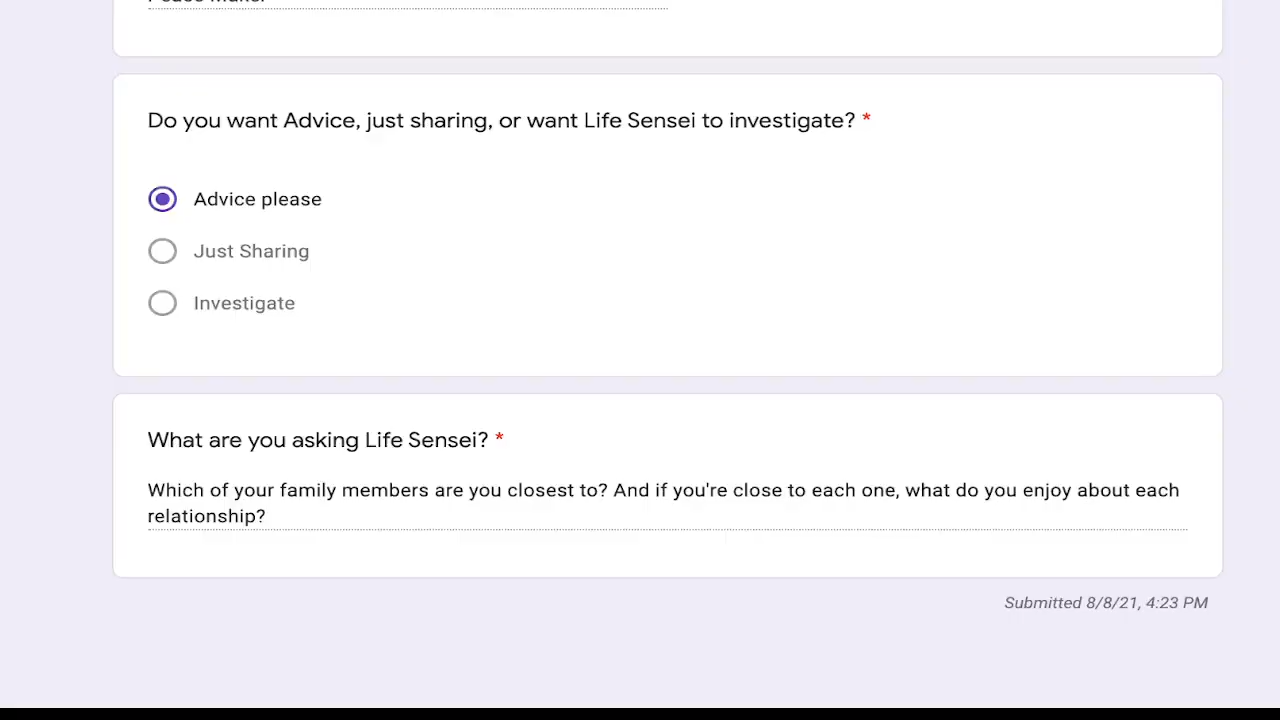 Do you want Advice, just sharing, or want Life Sensei to investigate? *
Advice please
Just Sharing
Investigate
What are you asking Life Sensei? *
Which of your family members are you closest to? And if you're close to each one, what do you enjoy about each
relationship?
Submitted 8/8/21, 4:23 PM